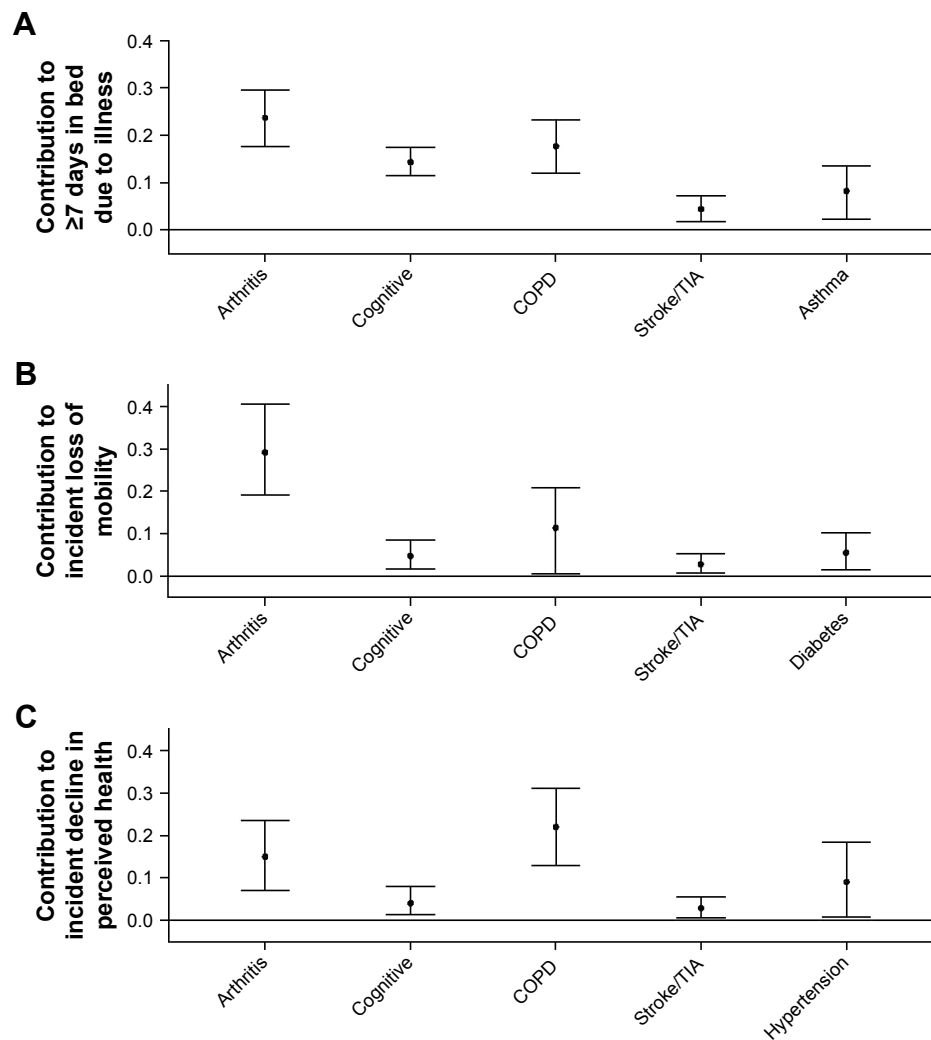 A
Contribution to
≥7 days in bed
due to illness
0.4
0.3
0.2
0.1
0.0
Arthritis
Cognitive
COPD
Stroke/TIA
Asthma
B
Contribution to
incident loss of
mobility
0.4
0.3
0.2
0.1
0.0
Arthritis
Cognitive
COPD
Stroke/TIA
Diabetes
C
Contribution to
incident decline in
perceived health
0.4
0.3
0.2
0.1
0.0
Arthritis
Cognitive
COPD
Stroke/TIA
Hypertension